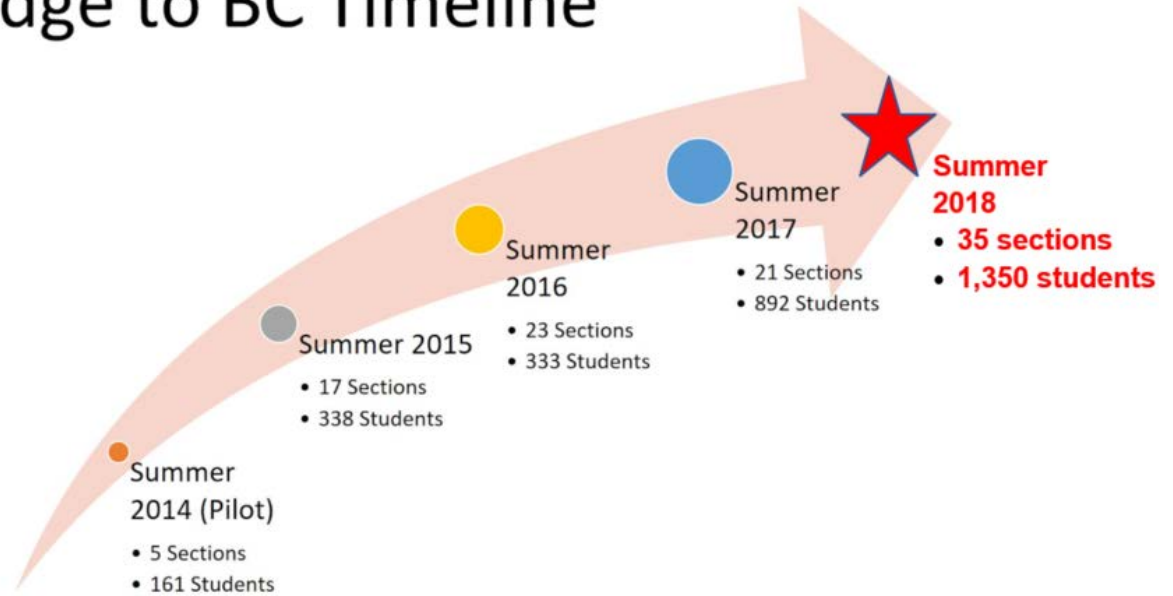 dge to BC Timeline
Summer
2014 (Pilot)
• 5 Sections
• 161 Students
Summer 2015
• 17 Sections
• 338 Students
Summer
2016
• 23 Sections
• 333 Students
Summer
2017
• 21 Sections
• 892 Students
Summer
2018
• 35 sections
• 1,350 students